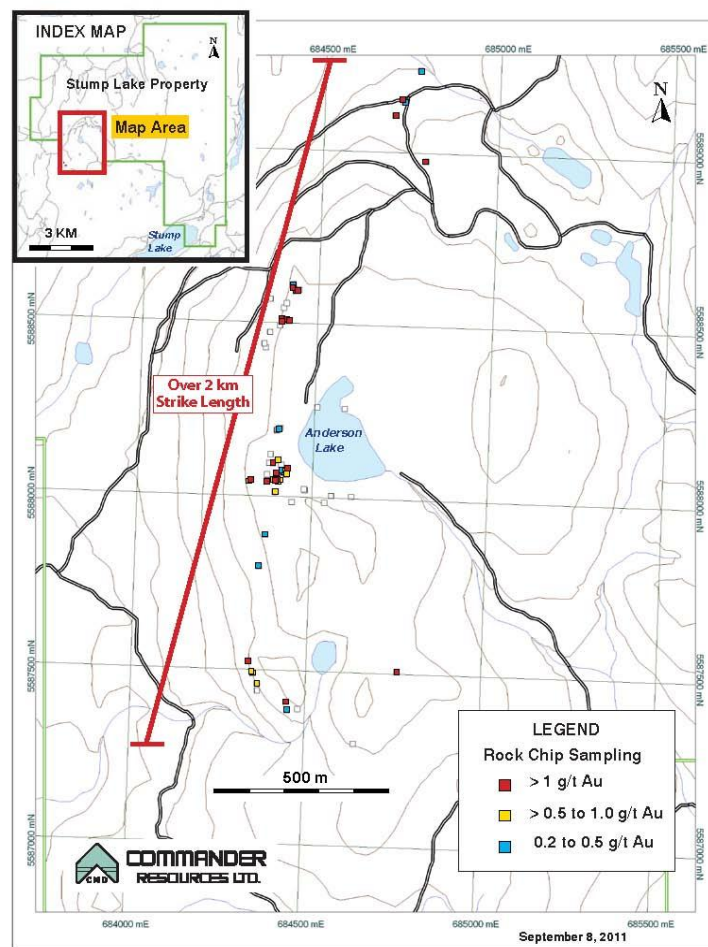 INDEX MAP
N
Stump Lake Property
Map Area
3 KM
Stump
Lake
684500 mE
685000 mE
685500 mE
N
5589000 mN
5588500 mN
5588500 mN
Over 2 km
Strike Length
Anderson
Lake
5588000 mN
5588000 mN
5587500 mN
5587500 mN
500 m
LEGEND
Rock Chip Sampling
> 1 g/t Au
> 0.5 to 1.0 g/t Au
0.2 to 0.5 g/t Au
5587000 mN
5587000 mN
CMD
COMMANDER
RESOURCES LTD.
684000 mE
684500 mE
685000 mE
685500 mE
September 8, 2011